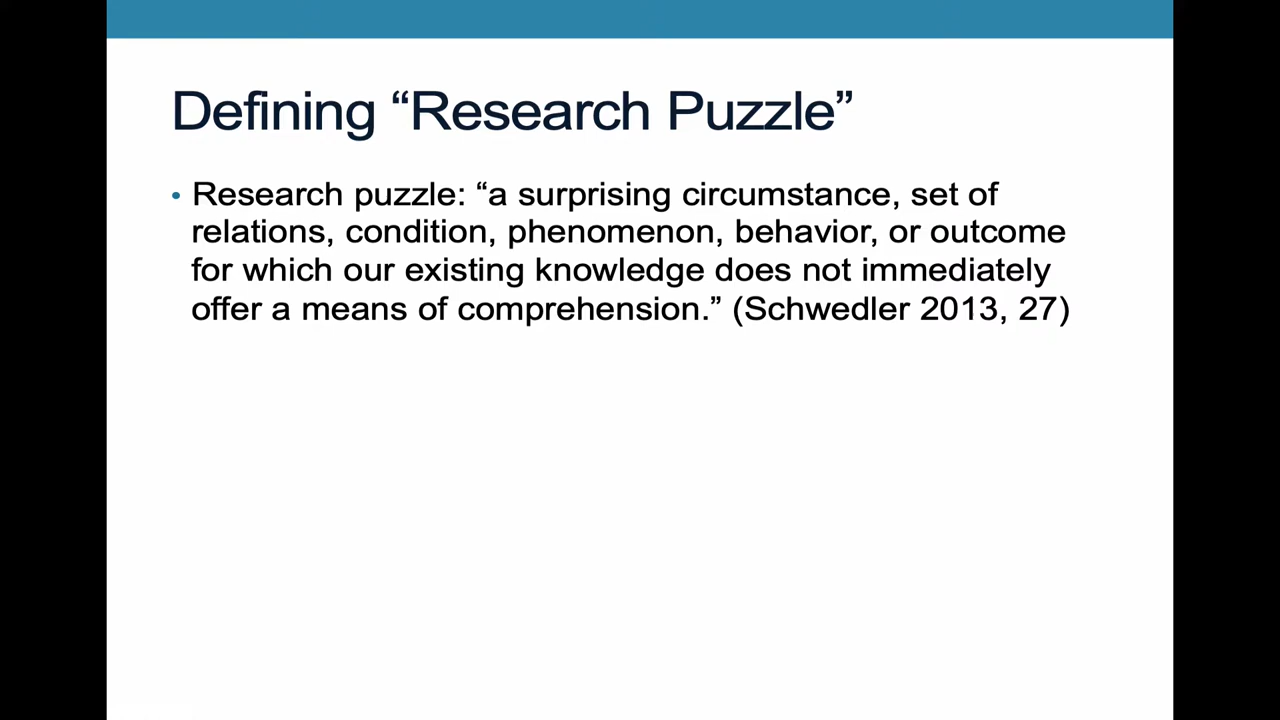 Defining “Research Puzzle”
• Research puzzle: “a surprising circumstance, set of
relations, condition, phenomenon, behavior, or outcome
for which our existing knowledge does not immediately
offer a means of comprehension.” (Schwedler 2013, 27)